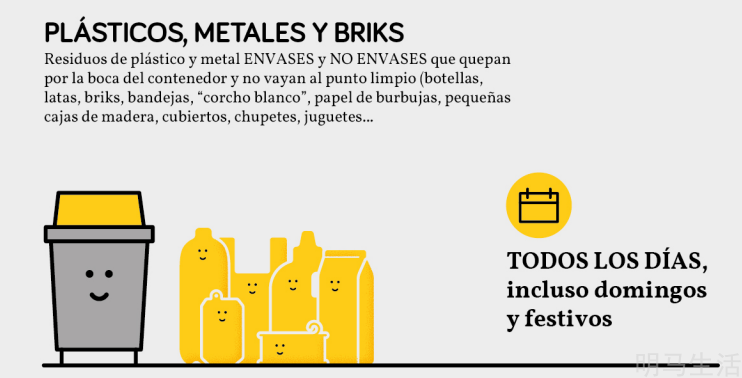 PLÁSTICOS, METALES Y BRIKS
Residuos de plástico y metal ENVASES y NO ENVASES que quepan
por la boca del contenedor y no vayan al punto limpio (botellas,
latas, briks, bandejas, “corcho blanco”, papel de burbujas, pequeñas
cajas de madera, cubiertos, chupetes, juguetes...
TODOS LOS DÍAS,
incluso domingos
y festivos
明马生活